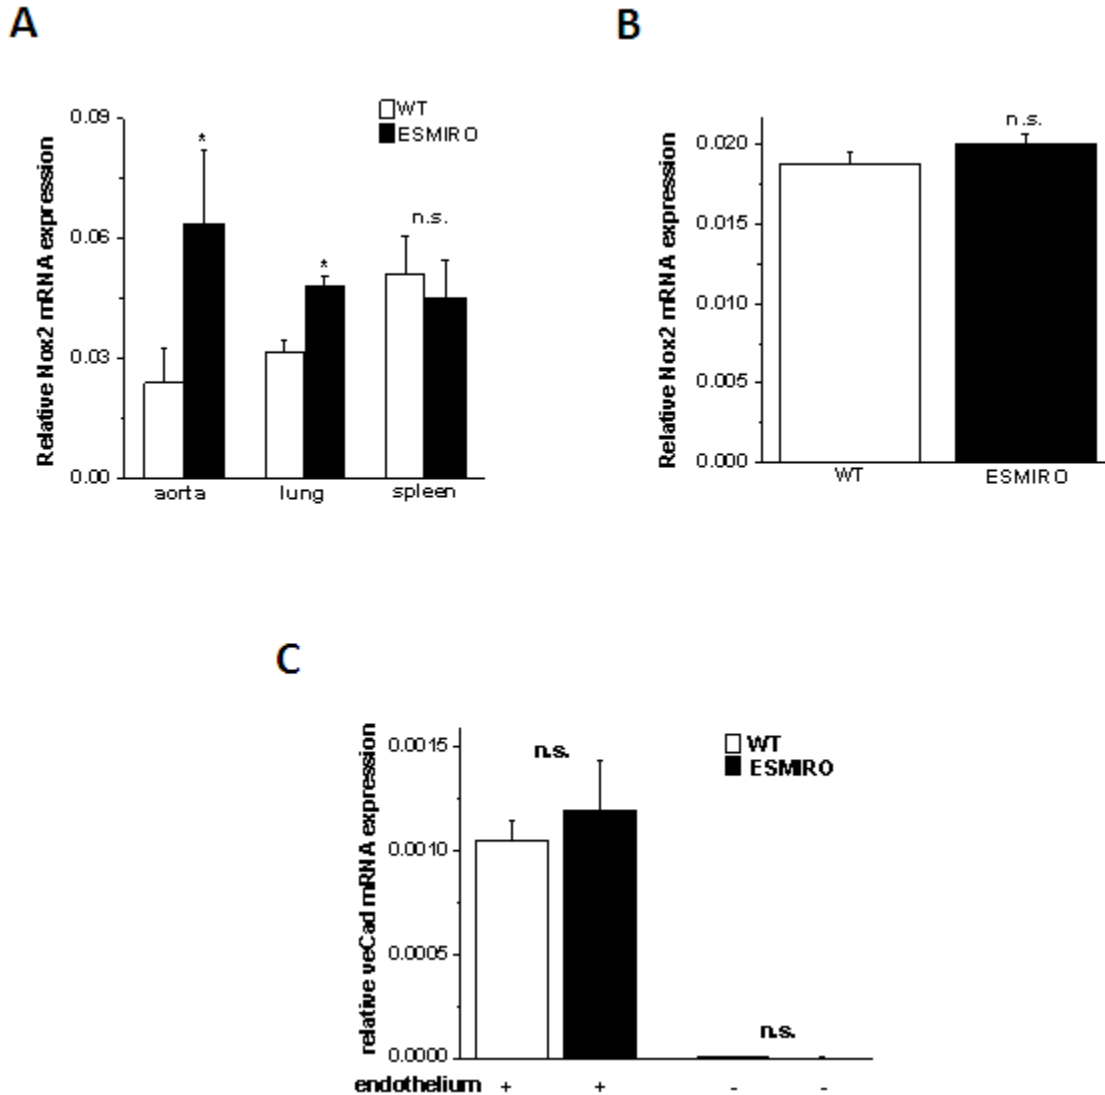 A
B
WT
ESMIRO
Relative Nox2 mRNA expression
0.09
0.06
0.03
0.00
*
*
n.s.
aorta
lung
spleen
Relative Nox2 mRNA expression
0.020
0.015
0.010
0.005
0.000
n.s.
WT
ESMIRO
C
relative veCad mRNA expression
0.0015
0.0010
0.0005
0.0000
n.s.
WT
ESMIRO
n.s.
endothelium + + - -